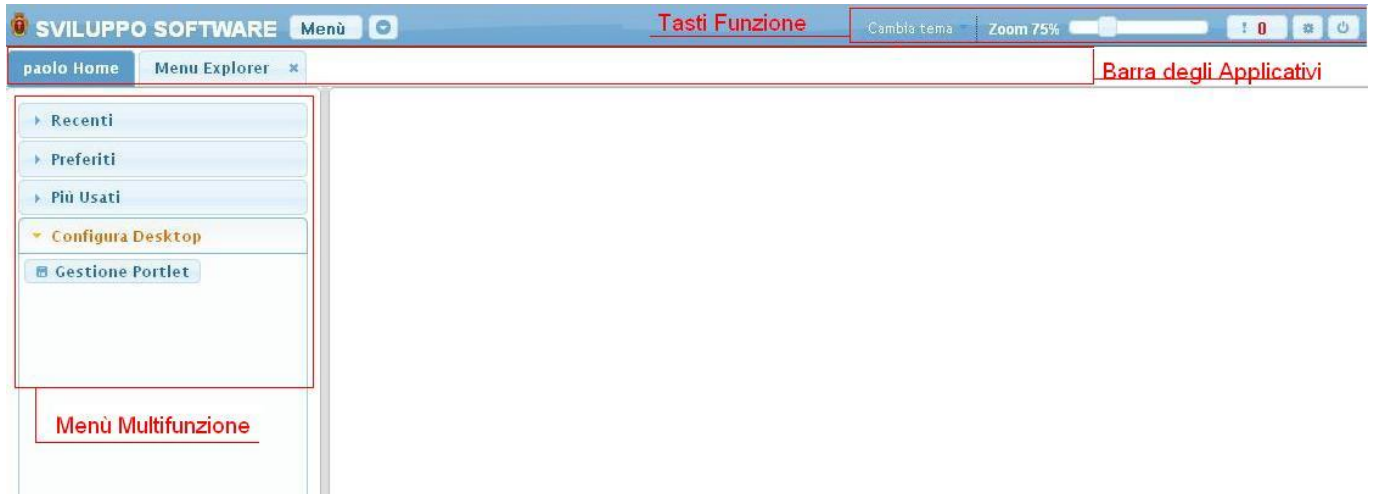 SVILUPPO SOFTWARE Menù Tasti Funzione Cambia tema Zoom 75% ! 0
paolo Home Menu Explorer × Barra degli Applicativi
Recenti
Preferiti
Più Usati
Configura Desktop
Gestione Portlet
Menù Multifunzione